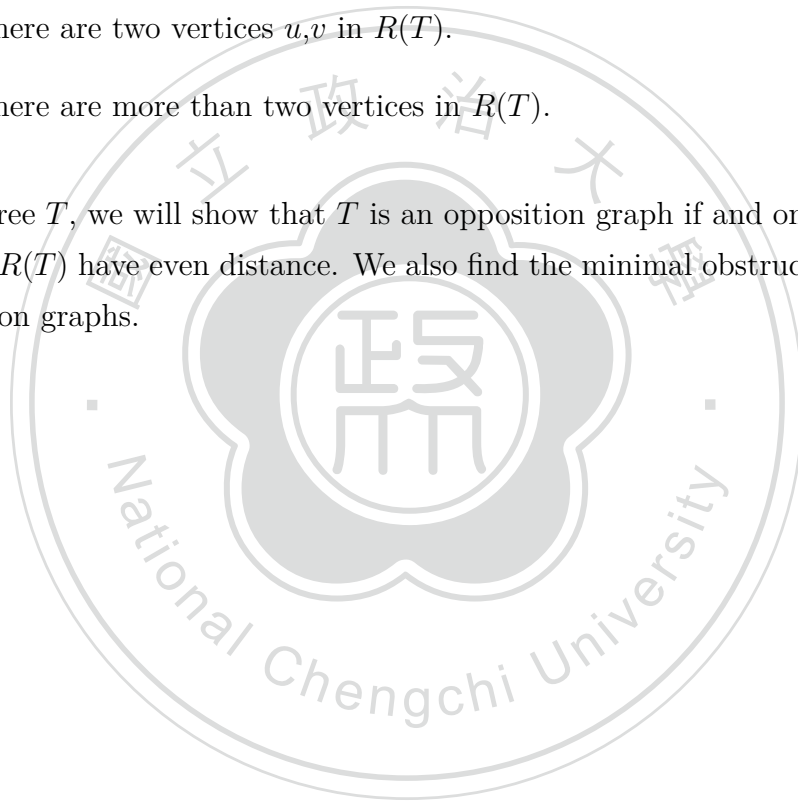 here are two vertices u,v in R(T).
here are more than two vertices in R(T).
ree T, we will show that T is an opposition graph if and or
R(T) have even distance. We also find the minimal obstruc
on graphs.
國立政治大學
政
National Chengchi University